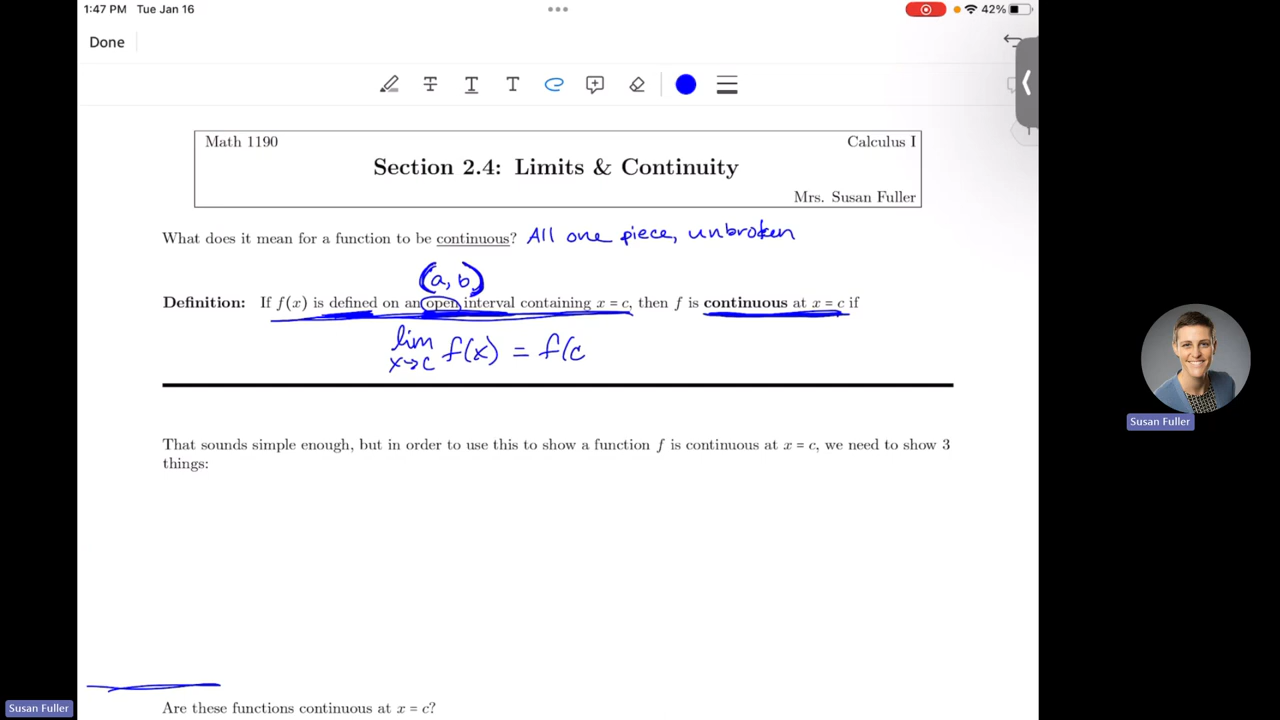 1:47 PM Tue Jan 16
42%
Done
Math 1190
Calculus I
Section 2.4: Limits & Continuity
Mrs. Susan Fuller
What does it mean for a function to be continuous? All one piece, unbroken
(a, b)
Definition: If f(x) is defined on an open interval containing x = c, then f is continuous at x = c if
lim x→c f(x) = f(c
That sounds simple enough, but in order to use this to show a function f is continuous at x = c, we need to show 3
things:
Are these functions continuous at x = c?
Susan Fuller
Susan Fuller